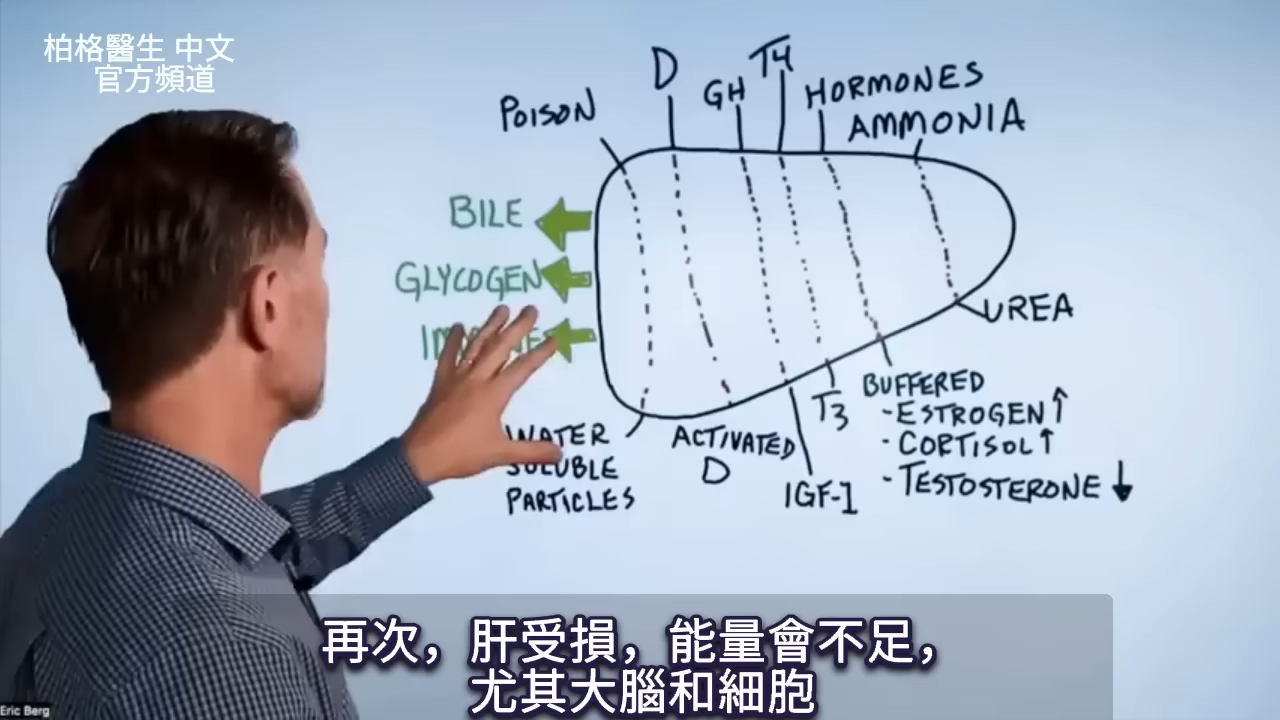 柏格醫生 中文
官方頻道
POISON
D
GH
T4
HORMONES
AMMONIA
BILE
GLYCOGEN
UREA
WATER
SOLUBLE
PARTICLES
ACTIVATED
D
IGF-1
T3
BUFFERED
-ESTROGEN↑
-CORTISOL↑
-TESTOSTERONE↓
再次，肝受損，能量會不足，
尤其大腦和細胞
Eric Berg